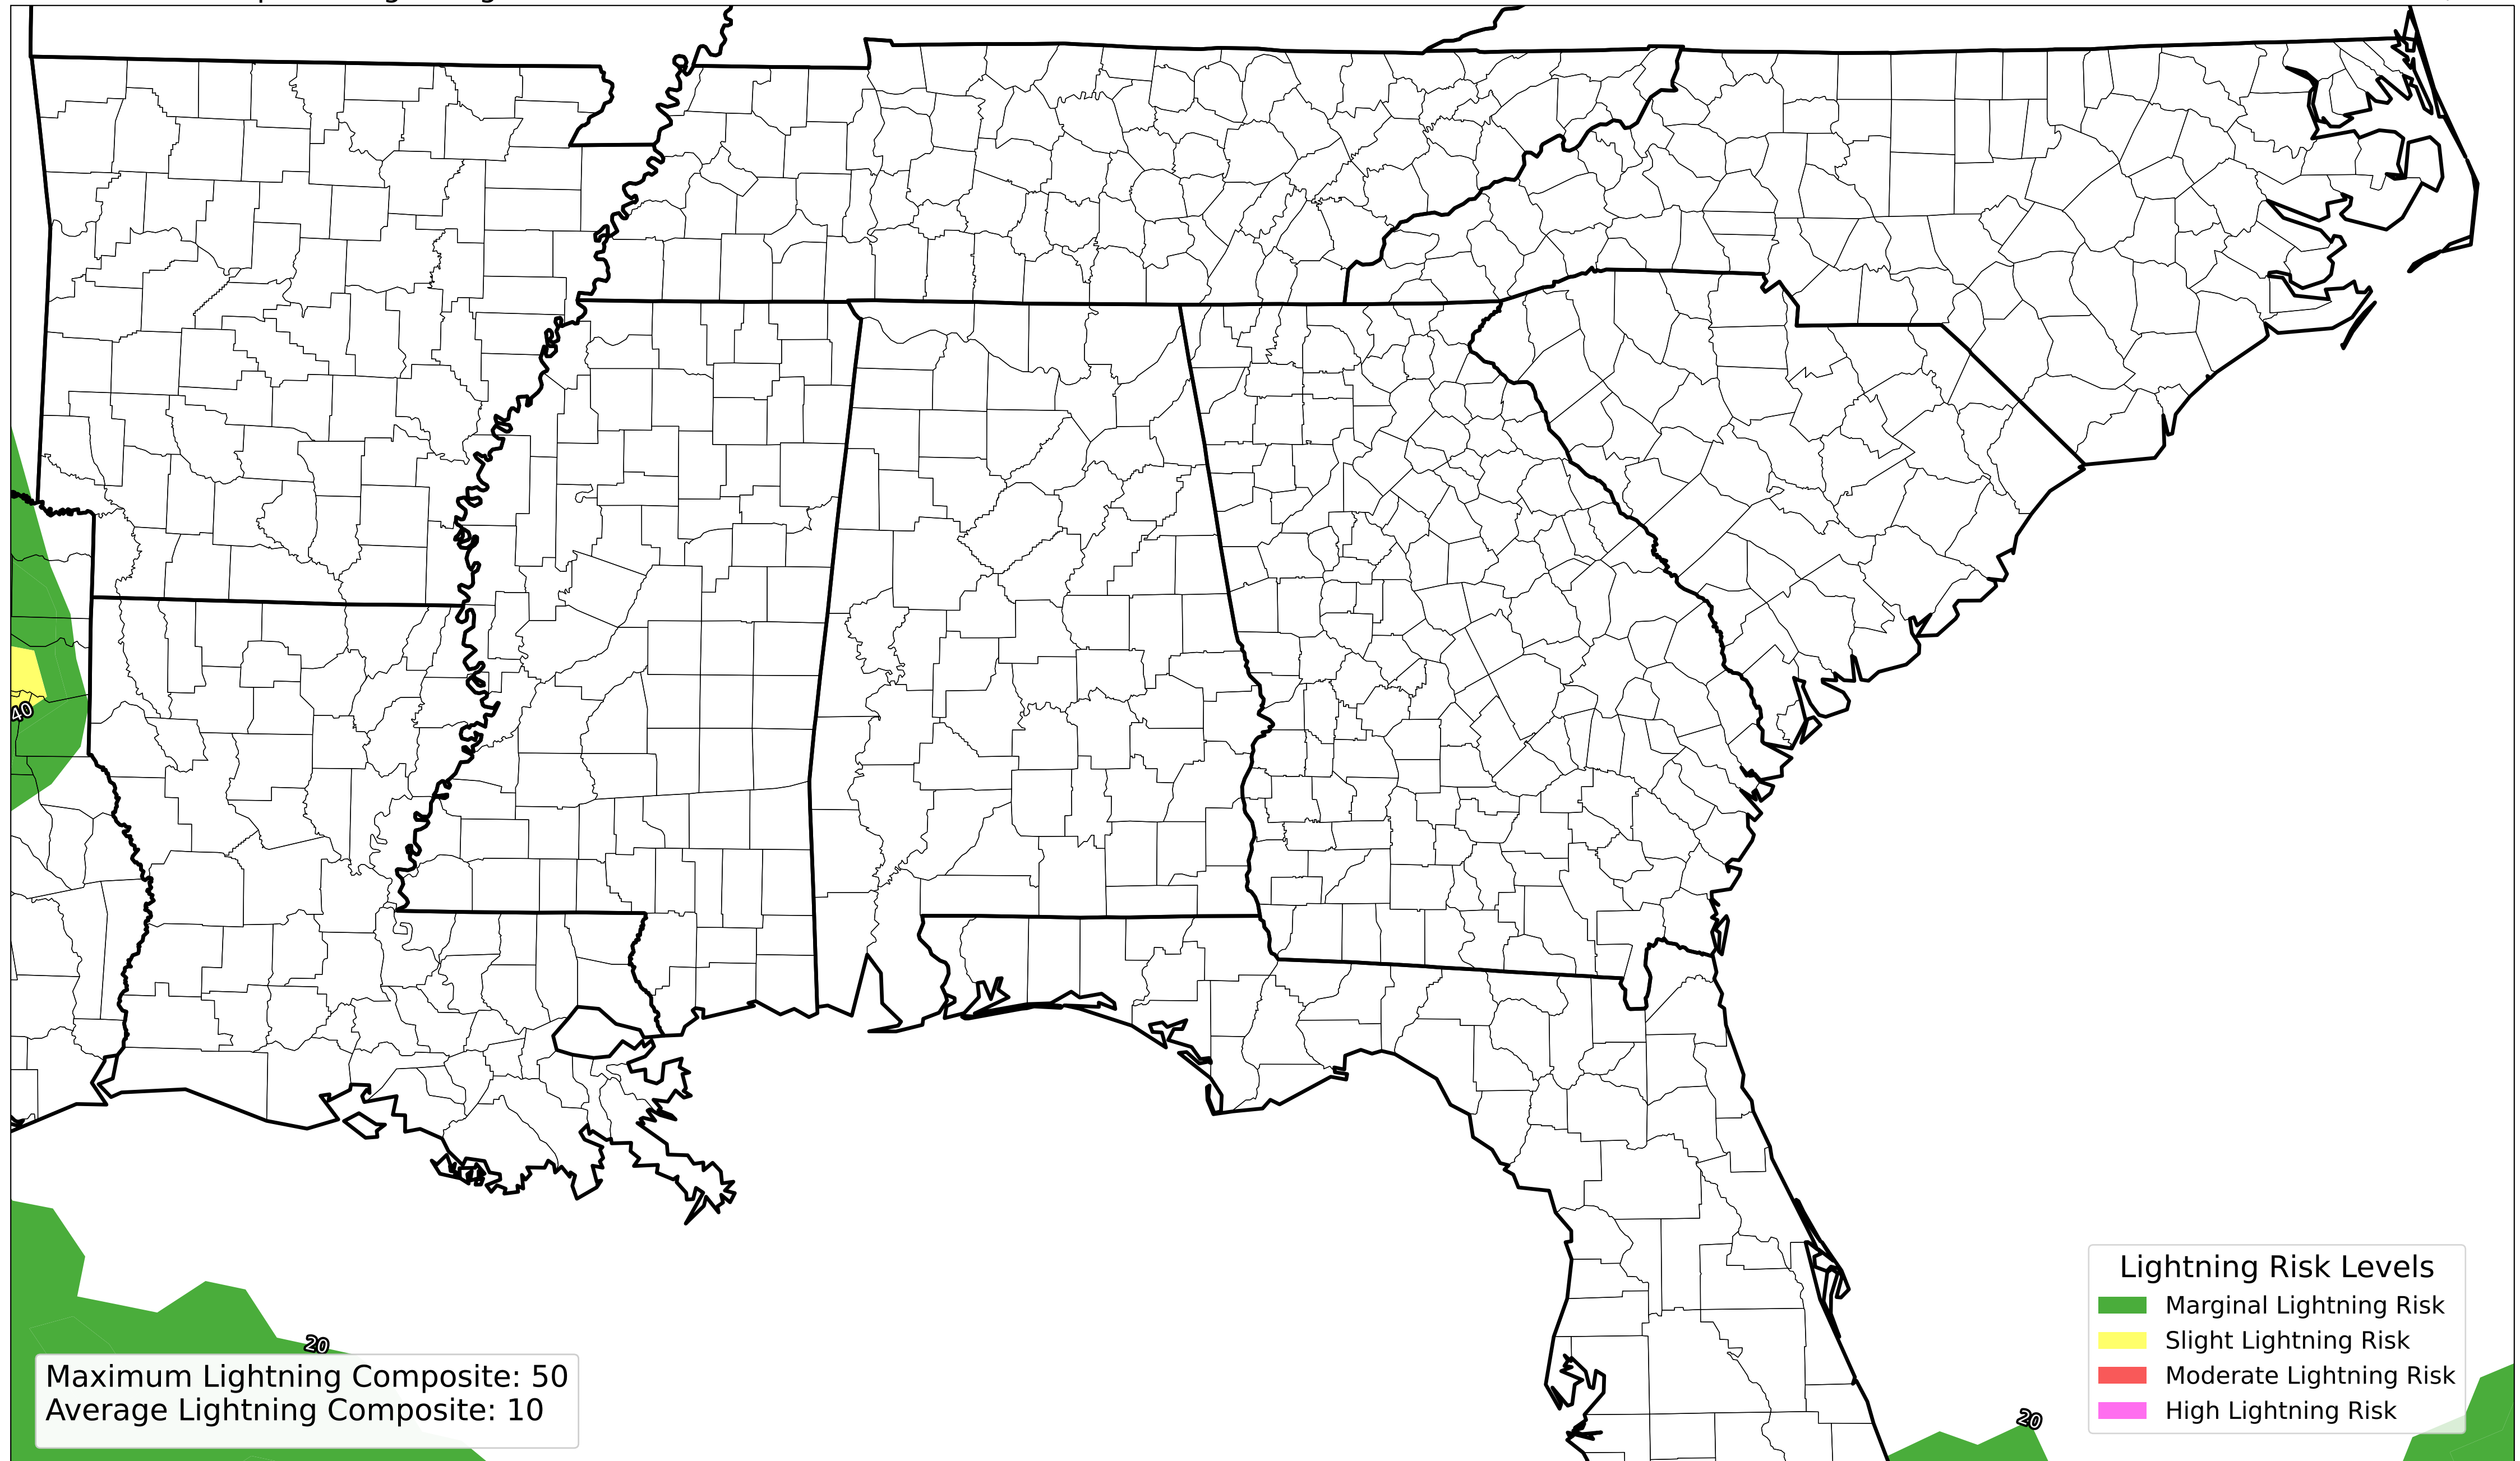 40
20
Maximum Lightning Composite: 50
Average Lightning Composite: 10
Lightning Risk Levels
Marginal Lightning Risk
Slight Lightning Risk
Moderate Lightning Risk
High Lightning Risk
20